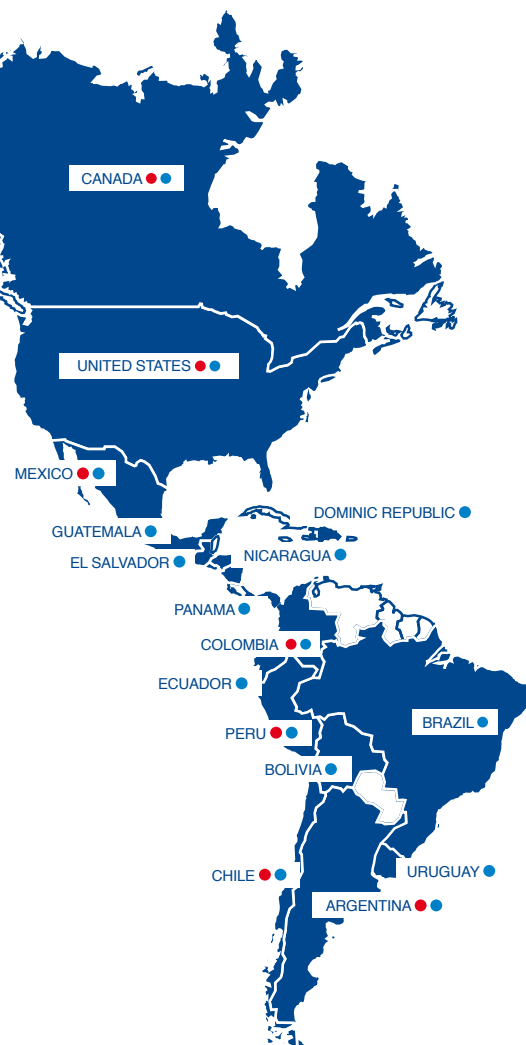 CANADA
UNITED STATES
MEXICO
DOMINIC REPUBLIC
GUATEMALA
NICARAGUA
EL SALVADOR
PANAMA
COLOMBIA
ECUADOR
BRAZIL
PERU
BOLIVIA
URUGUAY
CHILE
ARGENTINA